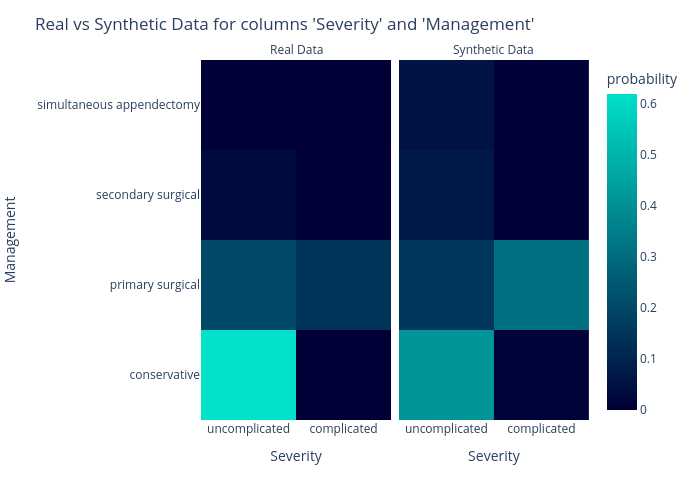 Real vs Synthetic Data for columns 'Severity' and 'Management'
Real Data
Synthetic Data
probability
simultaneous appendectomy
secondary surgical
primary surgical
conservative
Management
uncomplicated
complicated
uncomplicated
complicated
Severity
Severity
0.6
0.5
0.4
0.3
0.2
0.1
0